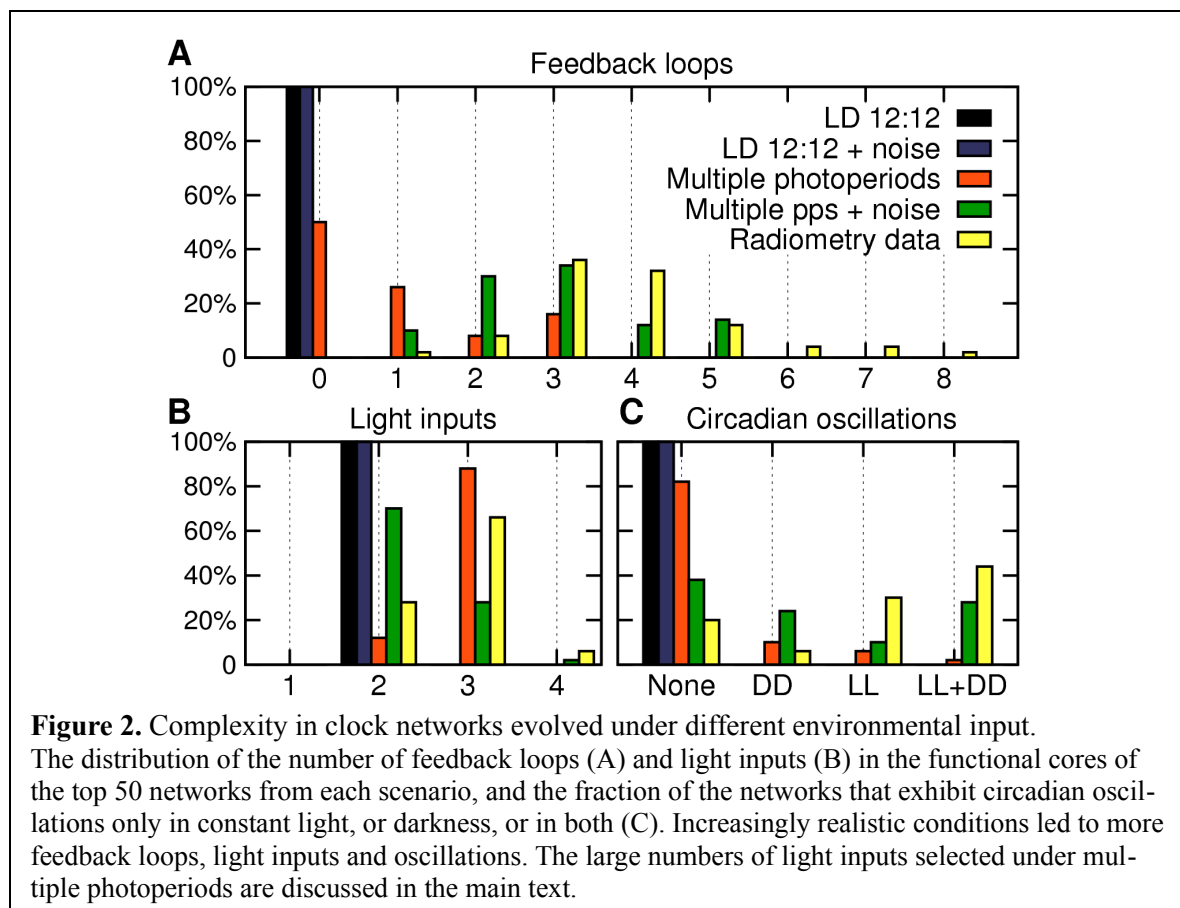 A
Feedback loops
100%
80%
60%
40%
20%
0
LD 12:12
LD 12:12 + noise
Multiple photoperiods
Multiple pps + noise
Radiometry data
0 1 2 3 4 5 6 7 8
B
Light inputs
100%
80%
60%
40%
20%
0
1 2 3 4
C
Circadian oscillations
None DD LL LL+DD
Figure 2. Complexity in clock networks evolved under different environmental input.
The distribution of the number of feedback loops (A) and light inputs (B) in the functional cores of
the top 50 networks from each scenario, and the fraction of the networks that exhibit circadian oscil-
lations only in constant light, or darkness, or in both (C). Increasingly realistic conditions led to more
feedback loops, light inputs and oscillations. The large numbers of light inputs selected under mul-
tiple photoperiods are discussed in the main text.